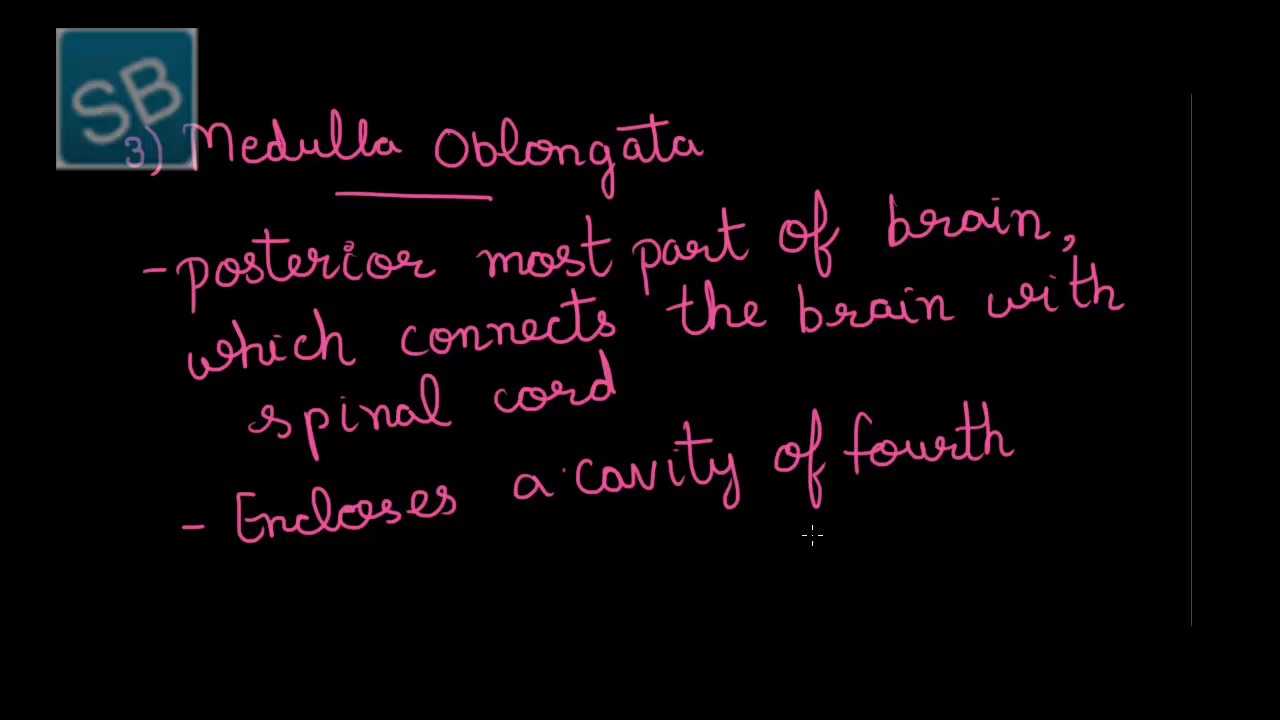 SB
3) Medulla Oblongata
- posterior most part of brain,
which connects the brain with
spinal cord
- Encloses a cavity of fourth